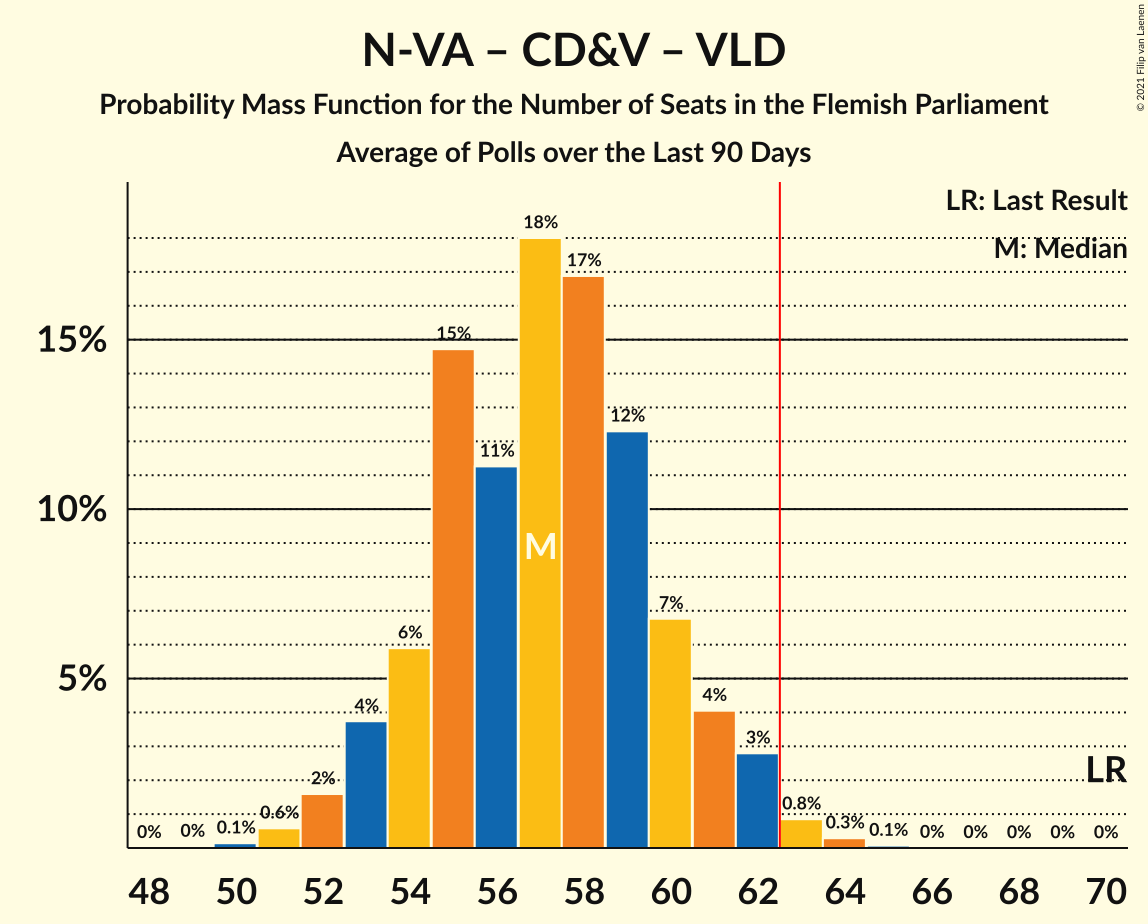 N-VA – CD&V – VLD
Probability Mass Function for the Number of Seats in the Flemish Parliament
Average of Polls over the Last 90 Days
© 2021 Filip van Laenen
LR: Last Result
M: Median
18%
17%
15%
15%
12%
11%
10%
M
7%
6%
5%
4%
4%
3%
LR
2%
0.8%
0.6%
0.3%
0% 0% 0.1% 0.1% 0% 0% 0% 0% 0%
48 50 52 54 56 58 60 62 64 66 68 70